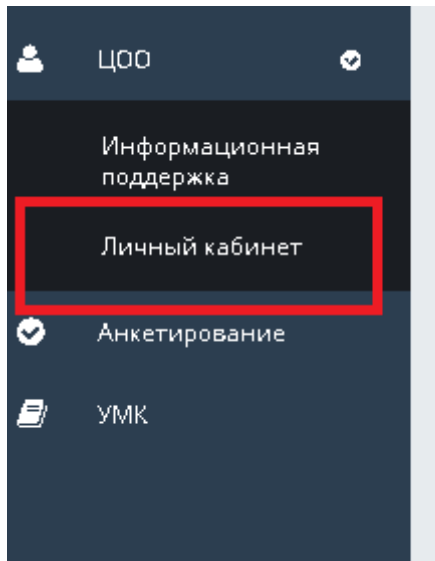 ЦОО
Информационная
поддержка
Личный кабинет
Анкетирование
УМК